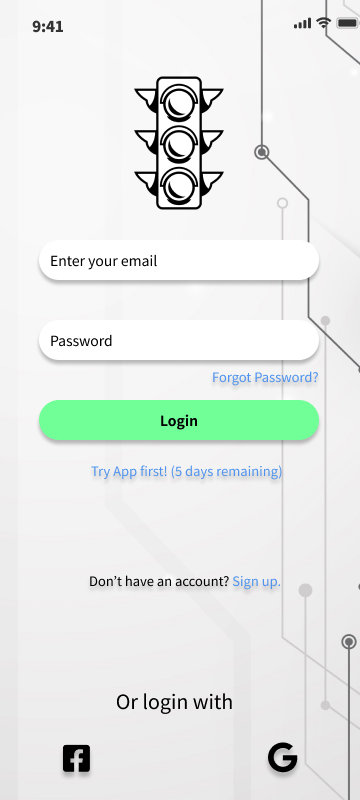 9:41
Enter your email
Password
Forgot Password?
Login
Try App first! (5 days remaining)
Don’t have an account? Sign up.
Or login with